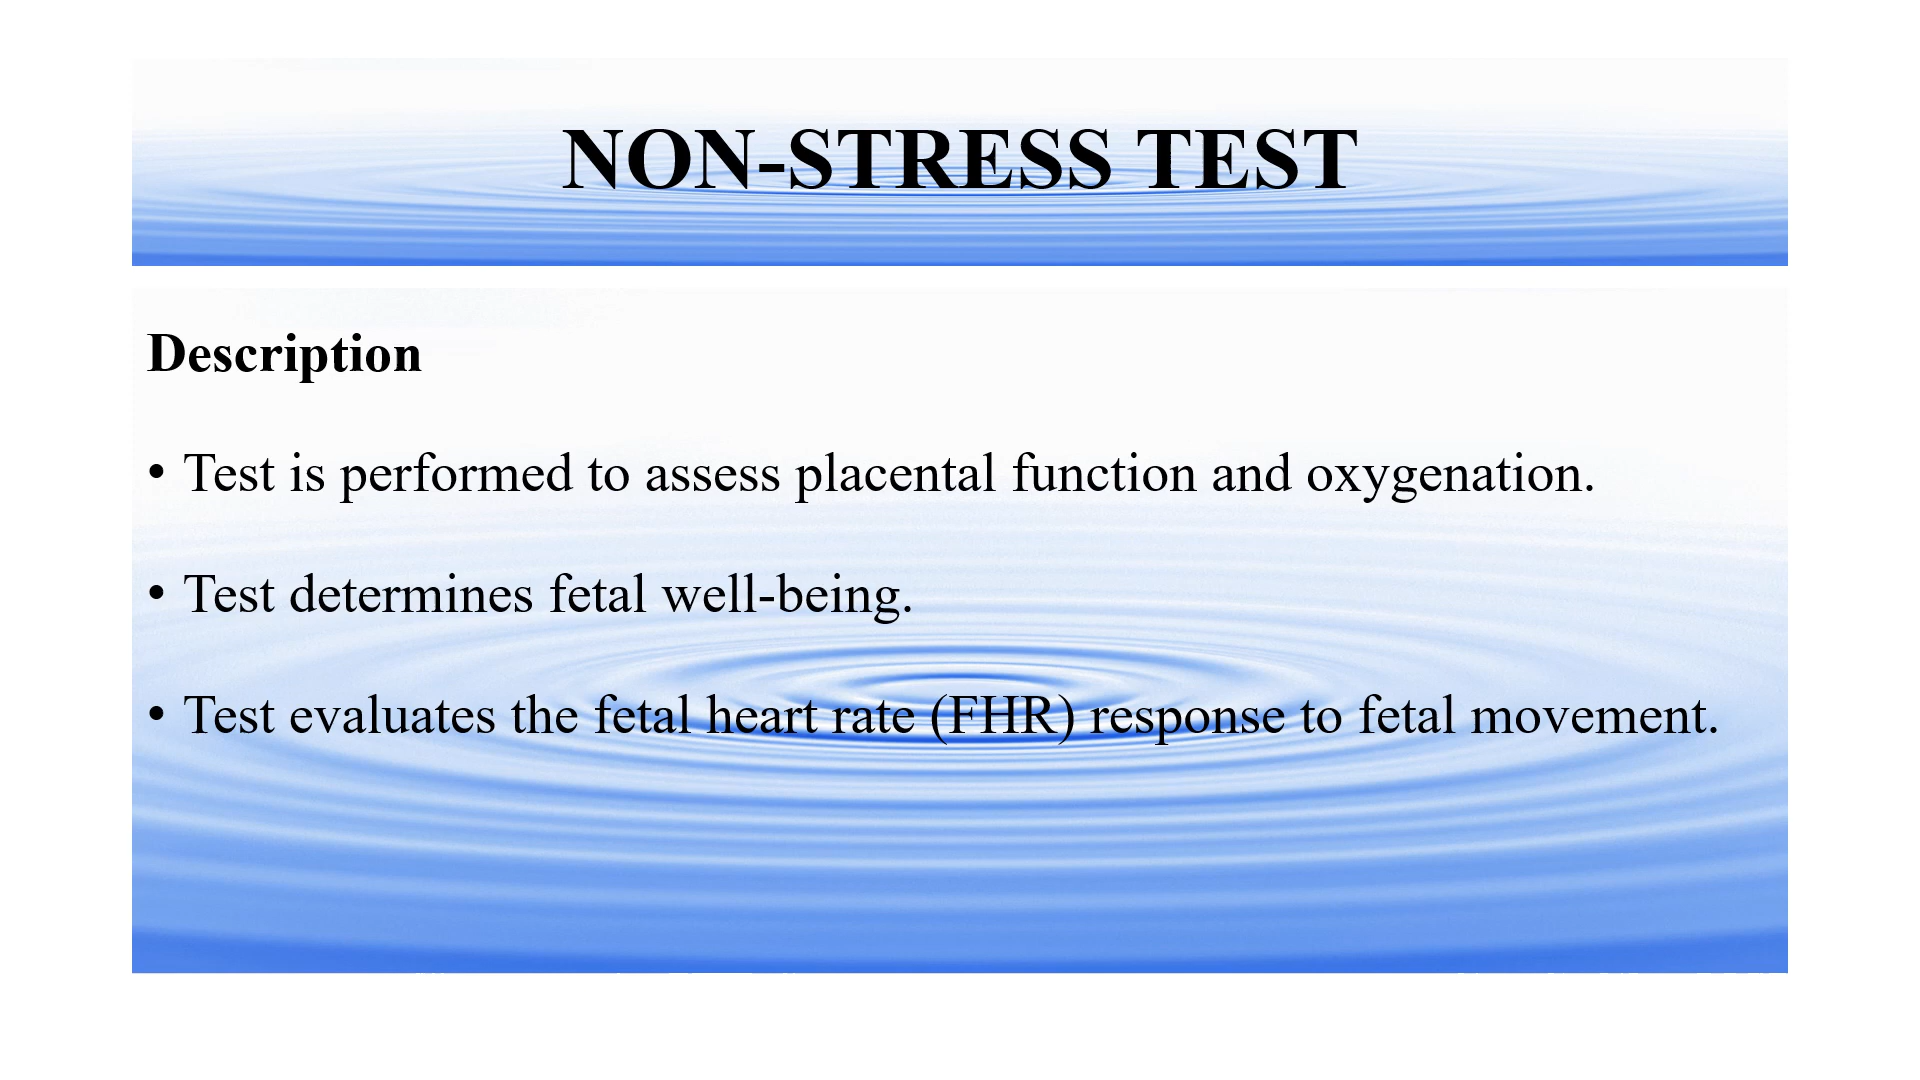 NON-STRESS TEST
Description
• Test is performed to assess placental function and oxygenation.
• Test determines fetal well-being.
• Test evaluates the fetal heart rate (FHR) response to fetal movement.